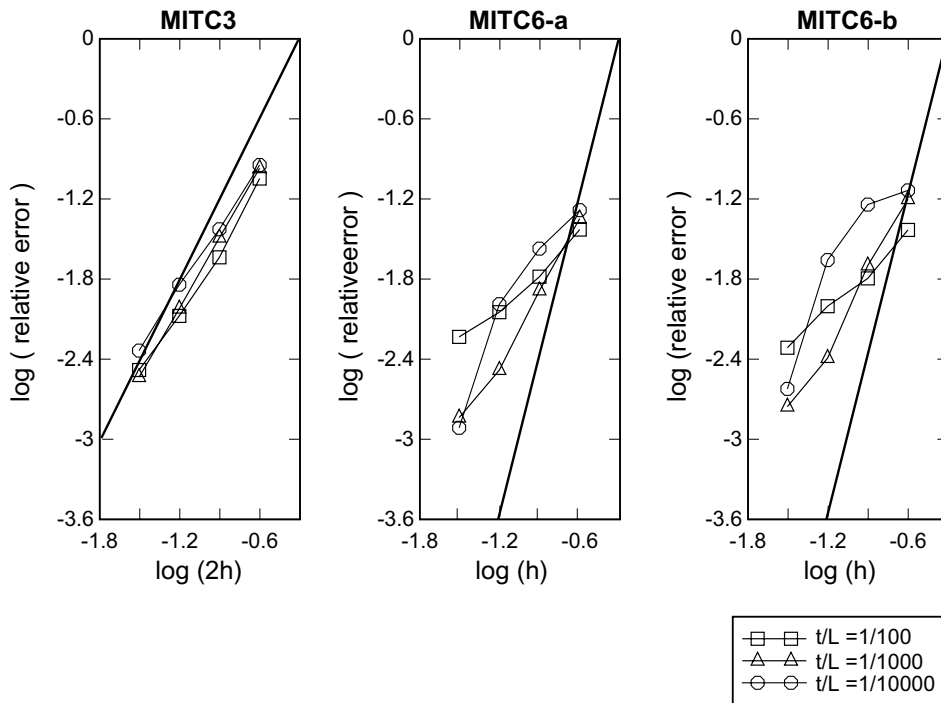 MITC3
0
-0.6
-1.2
-1.8
-2.4
-3
-3.6
-1.8
-1.2
-0.6
log ( relative error )
log (2h)
MITC6-a
0
-0.6
-1.2
-1.8
-2.4
-3
-3.6
-1.8
-1.2
-0.6
log ( relativeerror )
log (h)
MITC6-b
0
-0.6
-1.2
-1.8
-2.4
-3
-3.6
-1.8
-1.2
-0.6
log (relative error)
log (h)
t/L =1/100
t/L =1/1000
t/L =1/10000